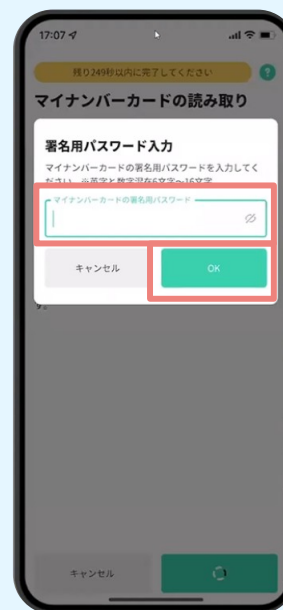 17:07
残り249秒以内に完了してください
?
マイナンバーカードの読み取り
署名用パスワード入力
マイナンバーカードの署名用パスワードを入力してく
ださい。※英字と数字混在6文字～16文字
マイナンバーカードの署名用パスワード
キャンセル
OK
す。
キャンセル